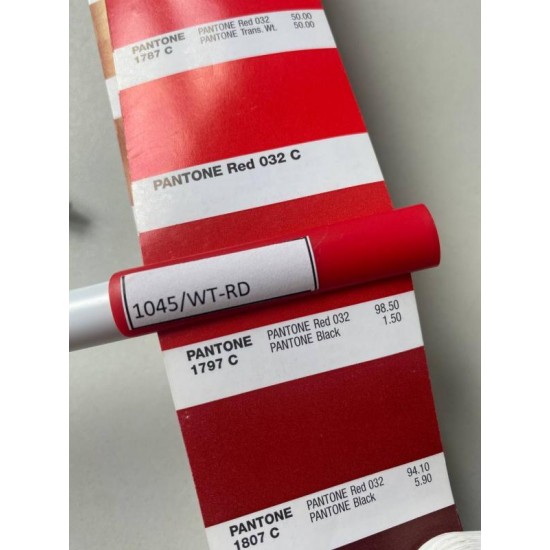 PANTONE
1787 C
PANTONE Red 032 50.00
PANTONE Trans. Wt. 50.00
PANTONE Red 032 C
1045/WT-RD
PANTONE
1797 C
PANTONE Red 032 98.50
PANTONE Black 1.50
PANTONE
1807 C
PANTONE Red 032 94.10
PANTONE Black 5.90